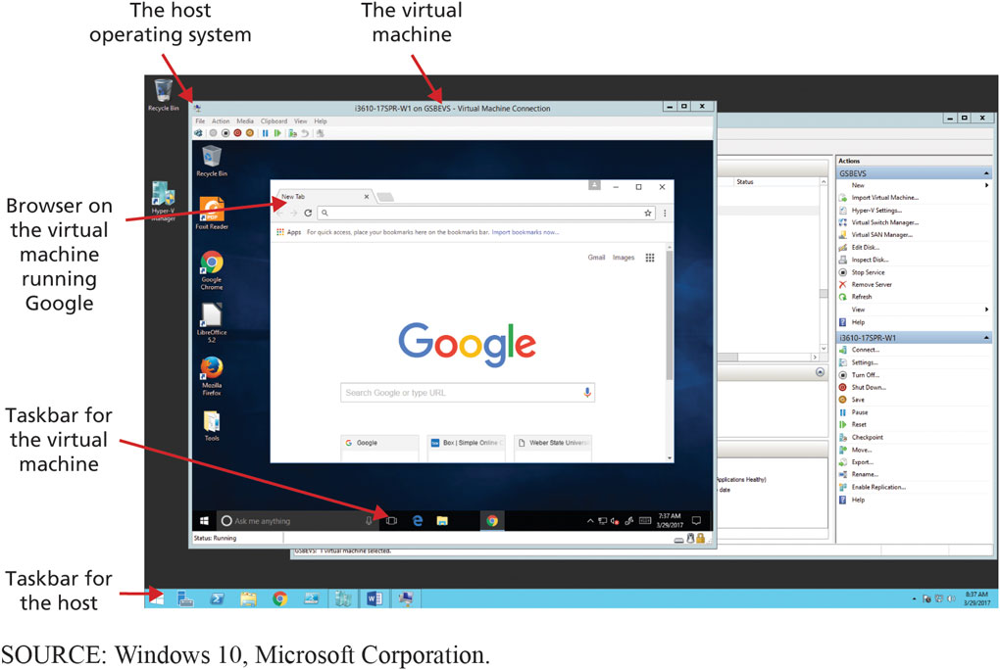 The host
operating system
The virtual
machine
Recycle Bin
i3610-17SPR-W1 on GSBEVS - Virtual Machine Connection
File Action Media Clipboard View Help
Recycle Bin
Hyper-V
Manager
Foxit Reader
Google
Chrome
LibreOffice
5.2
Mozilla
Firefox
Tools
Browser on
the virtual
machine
running
Google
New Tab
Apps For quick access, place your bookmarks here on the bookmarks bar. Import bookmarks now...
Gmail Images
Google
Search Google or type URL
Google
Box | Simple Online C
Weber State Univers
Taskbar for
the virtual
machine
Ask me anything
7:37 AM
3/29/2017
Status: Running
Status
Applications Healthy)
date
GSBEVS: 1 virtual machine selected.
Actions
GSBEVS
New
Import Virtual Machine...
Hyper-V Settings...
Virtual Switch Manager...
Virtual SAN Manager...
Edit Disk...
Inspect Disk...
Stop Service
Remove Server
Refresh
View
Help
i3610-17SPR-W1
Connect...
Settings...
Turn Off...
Shut Down...
Save
Pause
Reset
Checkpoint
Move...
Export...
Rename...
Enable Replication...
Help
Taskbar for
the host
8:37 AM
3/29/2017
SOURCE: Windows 10, Microsoft Corporation.